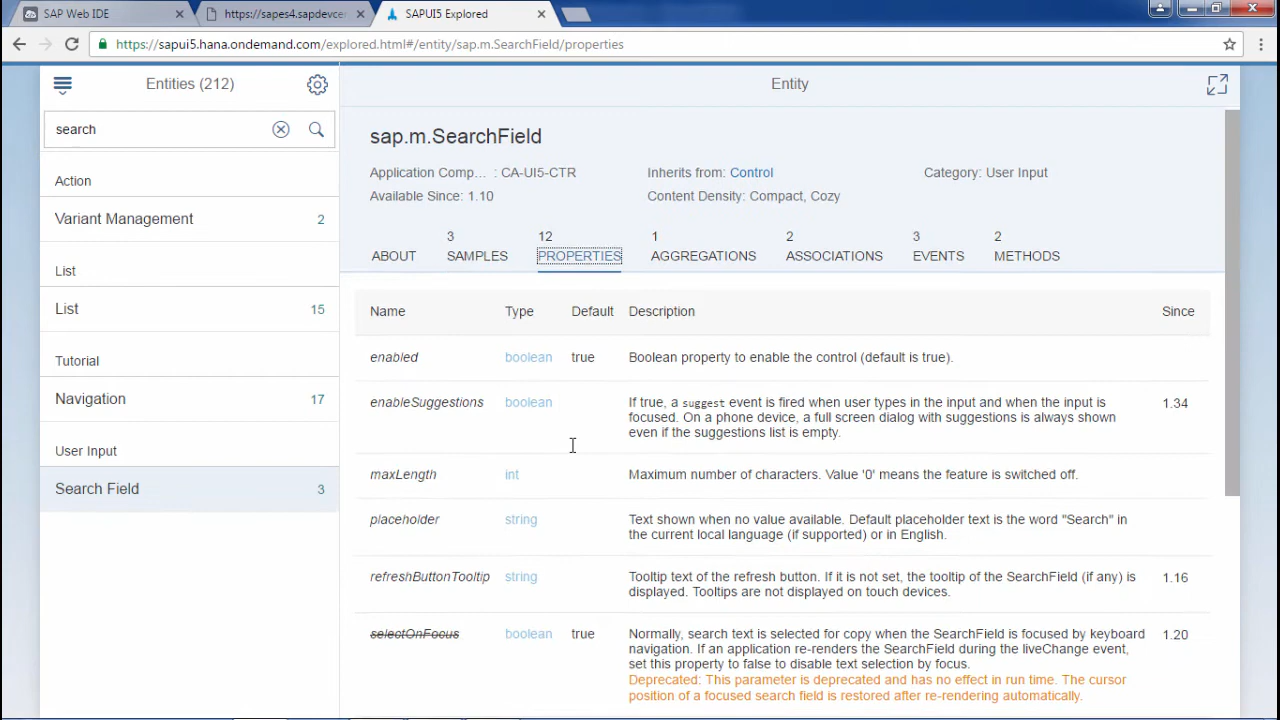 SAP Web IDE
https://sapes4.sapdevcer
SAPUI5 Explored
https://sapui5.hana.ondemand.com/explored.html#/entity/sap.m.SearchField/properties
Entities (212)
Entity
search
sap.m.SearchField
Application Comp... : CA-UI5-CTR
Inherits from: Control
Category: User Input
Available Since: 1.10
Content Density: Compact, Cozy
Action
Variant Management 2
List
List 15
Tutorial
Navigation 17
User Input
Search Field 3
3 12 1 2 3 2
ABOUT SAMPLES PROPERTIES AGGREGATIONS ASSOCIATIONS EVENTS METHODS
Name Type Default Description Since
enabled boolean true Boolean property to enable the control (default is true).
enableSuggestions boolean If true, a suggest event is fired when user types in the input and when the input is 1.34
focused. On a phone device, a full screen dialog with suggestions is always shown
even if the suggestions list is empty.
maxLength int Maximum number of characters. Value '0' means the feature is switched off.
placeholder string Text shown when no value available. Default placeholder text is the word "Search" in
the current local language (if supported) or in English.
refreshButtonTooltip string Tooltip text of the refresh button. If it is not set, the tooltip of the SearchField (if any) is 1.16
displayed. Tooltips are not displayed on touch devices.
selectOnFocus boolean true Normally, search text is selected for copy when the SearchField is focused by keyboard 1.20
navigation. If an application re-renders the SearchField during the liveChange event,
set this property to false to disable text selection by focus.
Deprecated: This parameter is deprecated and has no effect in run time. The cursor
position of a focused search field is restored after re-rendering automatically.